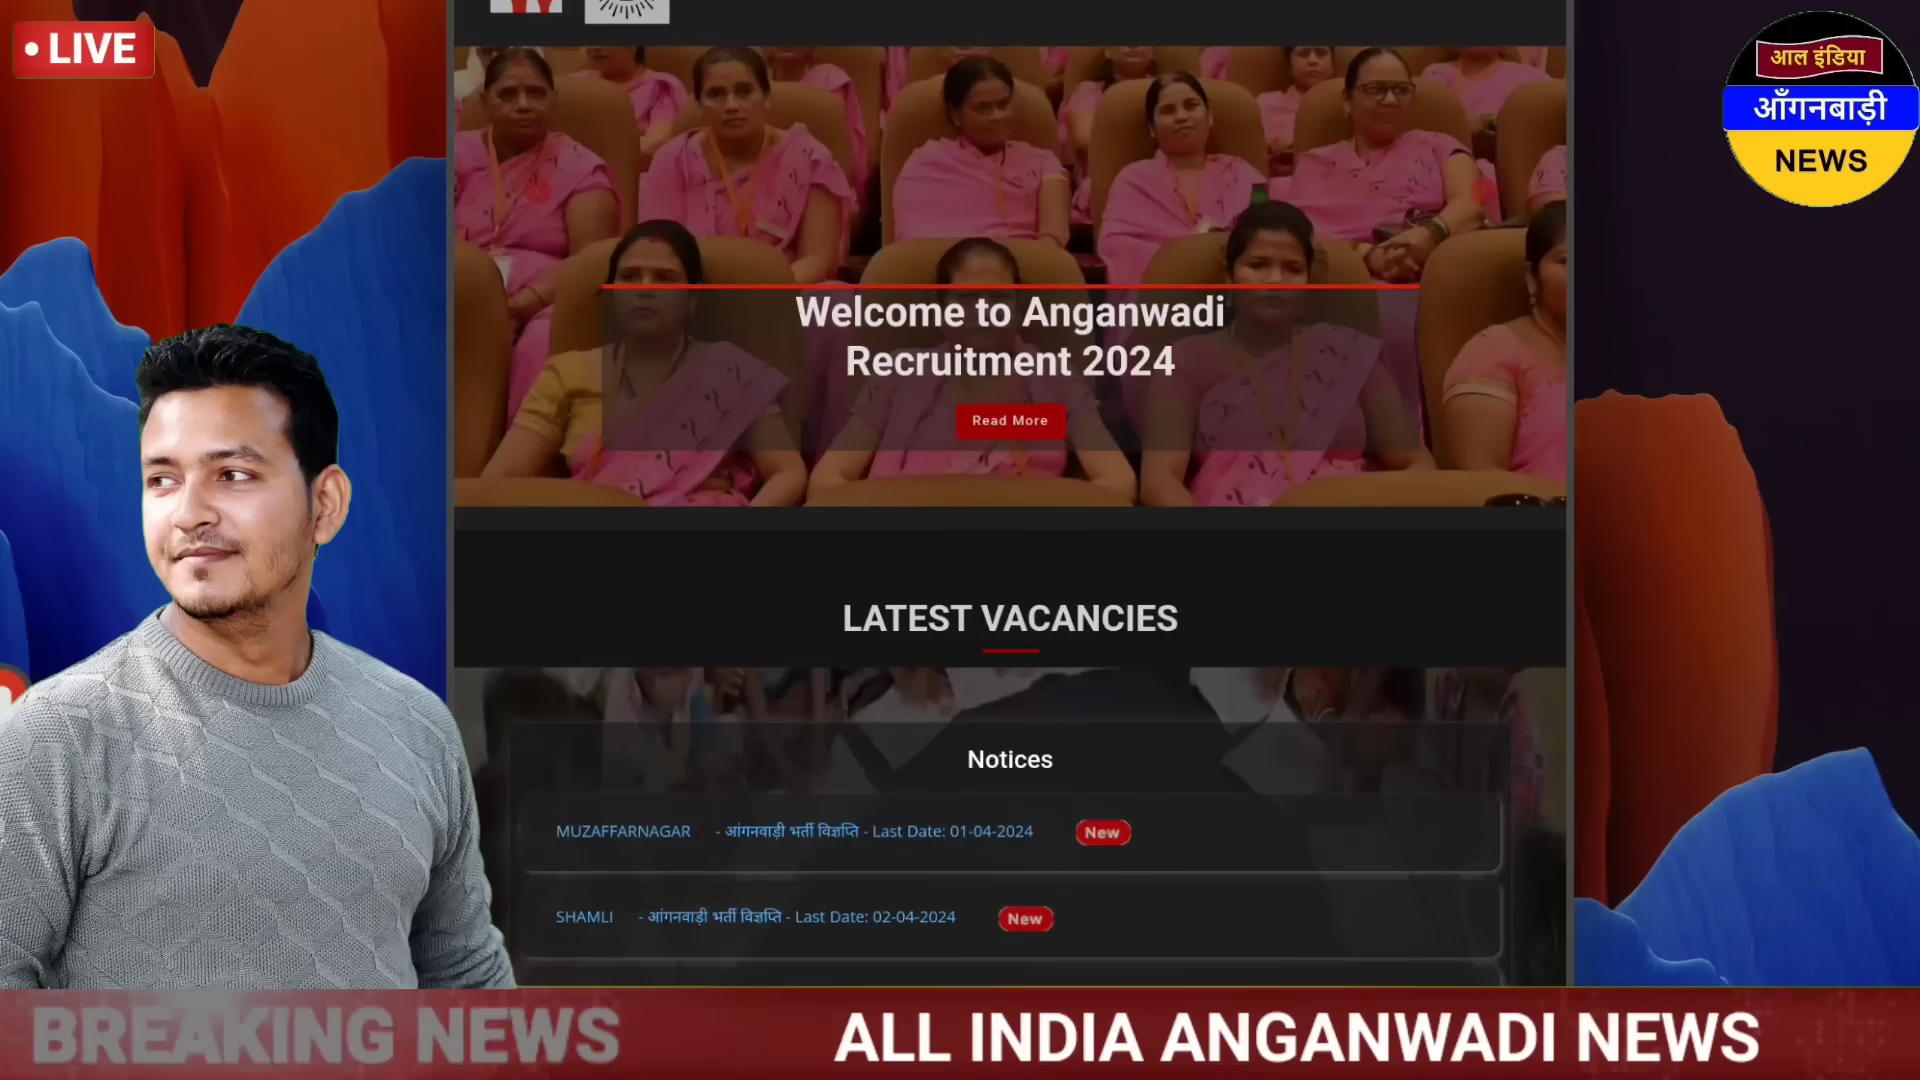 LIVE
आल इंडिया
आँगनबाड़ी
NEWS
Welcome to Anganwadi
Recruitment 2024
Read More
LATEST VACANCIES
Notices
MUZAFFARNAGAR - आंगनवाड़ी भर्ती विज्ञप्ति - Last Date: 01-04-2024 New
SHAMLI - आंगनवाड़ी भर्ती विज्ञप्ति - Last Date: 02-04-2024 New
BREAKING NEWS
ALL INDIA ANGANWADI NEWS